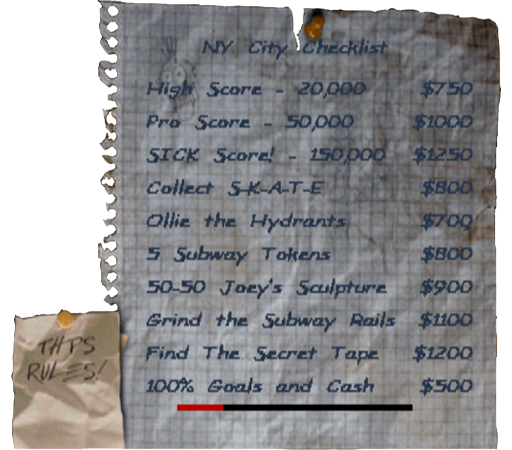 NY City Checklist
High Score - 20,000 $750
Pro Score - 50,000 $1000
SICK Score! - 150,000 $1250
Collect S-K-A-T-E $800
Ollie the Hydrants $700
5 Subway Tokens $800
50-50 Joey's Sculpture $900
Grind the Subway Rails $1100
Find The Secret Tape $1200
100% Goals and Cash $500
THPS
RULES!